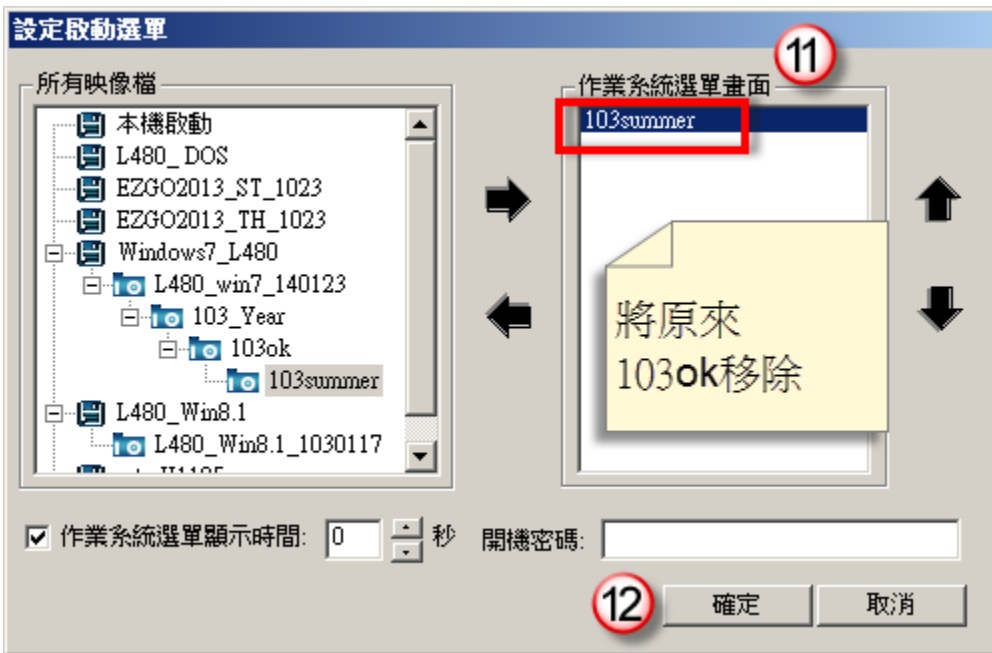 設定啟動選單
11
所有映像檔
作業系統選單畫面
本機啟動
103summer
L480_DOS
EZGO2013_ST_1023
EZGO2013_TH_1023
Windows7_L480
L480_win7_140123
103_Year
103ok
103summer
L480_Win8.1
L480_Win8.1_1030117
將原來
103ok移除
作業系統選單顯示時間: 0 秒 開機密碼:
12 確定 取消